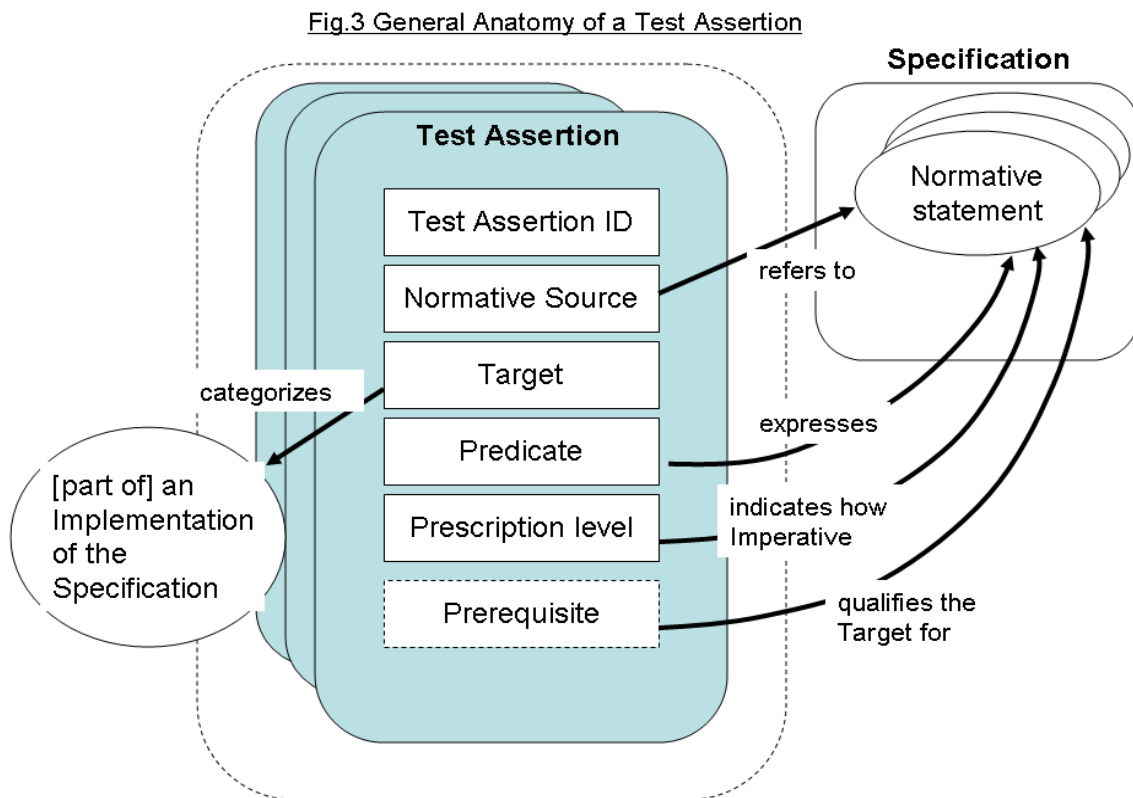 Fig.3 General Anatomy of a Test Assertion
Specification
Test Assertion
Normative
statement
Test Assertion ID
refers to
Normative Source
Target
categorizes
expresses
Predicate
[part of] an
Implementation
of the
Specification
Prescription level
indicates how
Imperative
Prerequisite
qualifies the
Target for